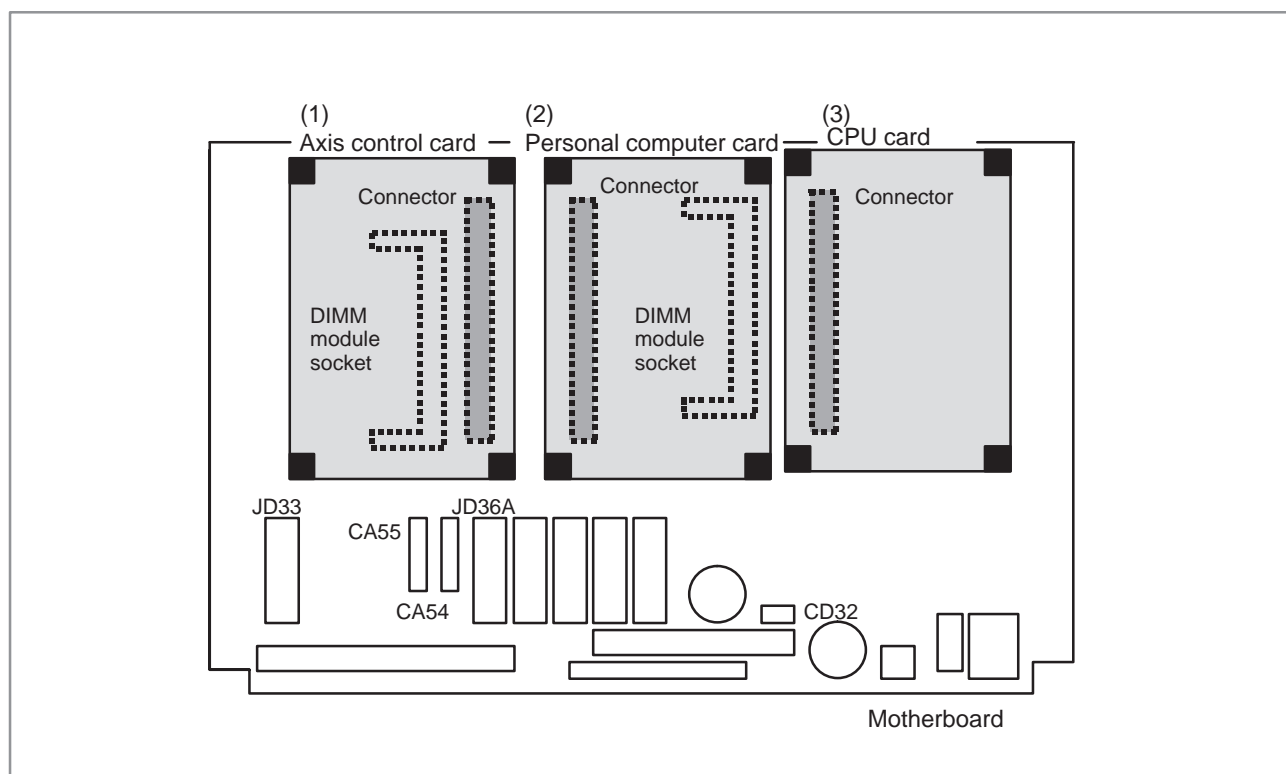 (1)
Axis control card
(2)
Personal computer card
(3)
CPU card
Connector
DIMM
module
socket
Connector
DIMM
module
socket
Connector
JD33
CA55
JD36A
CA54
CD32
Motherboard